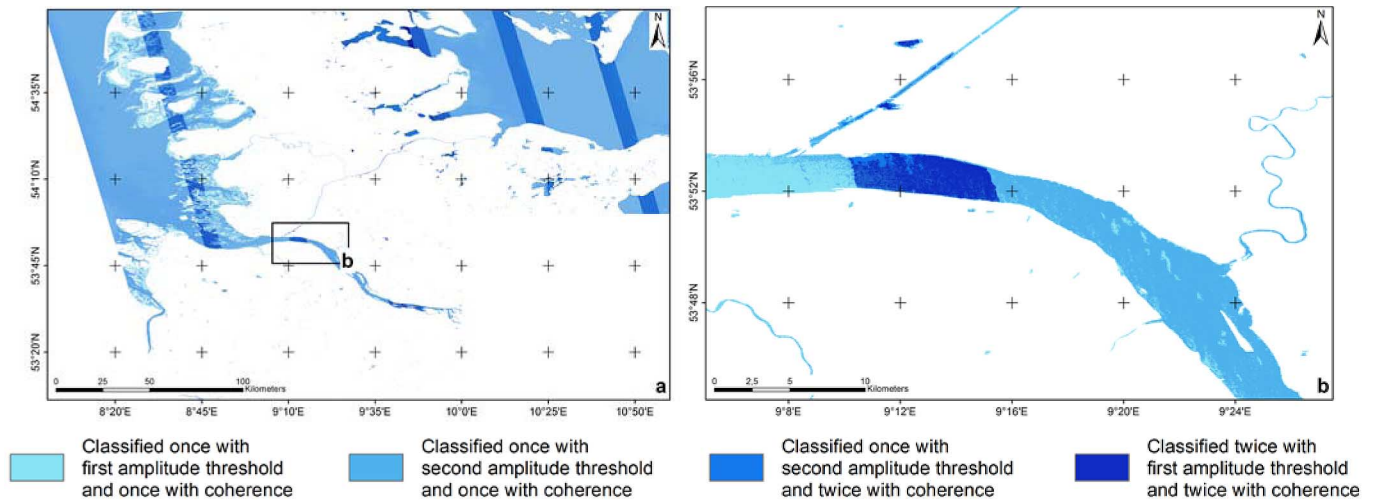 N
N
54°35'N
54°10'N
53°45'N
53°20'N
b
0 25 50 100
Kilometers
a
8°20'E 8°45'E 9°10'E 9°35'E 10°0'E 10°25'E 10°50'E
53°56'N
53°52'N
53°48'N
0 2,5 5 10
Kilometers
b
9°8'E 9°12'E 9°16'E 9°20'E 9°24'E
Classified once with
first amplitude threshold
and once with coherence
Classified once with
second amplitude threshold
and once with coherence
Classified once with
second amplitude threshold
and twice with coherence
Classified twice with
first amplitude threshold
and twice with coherence